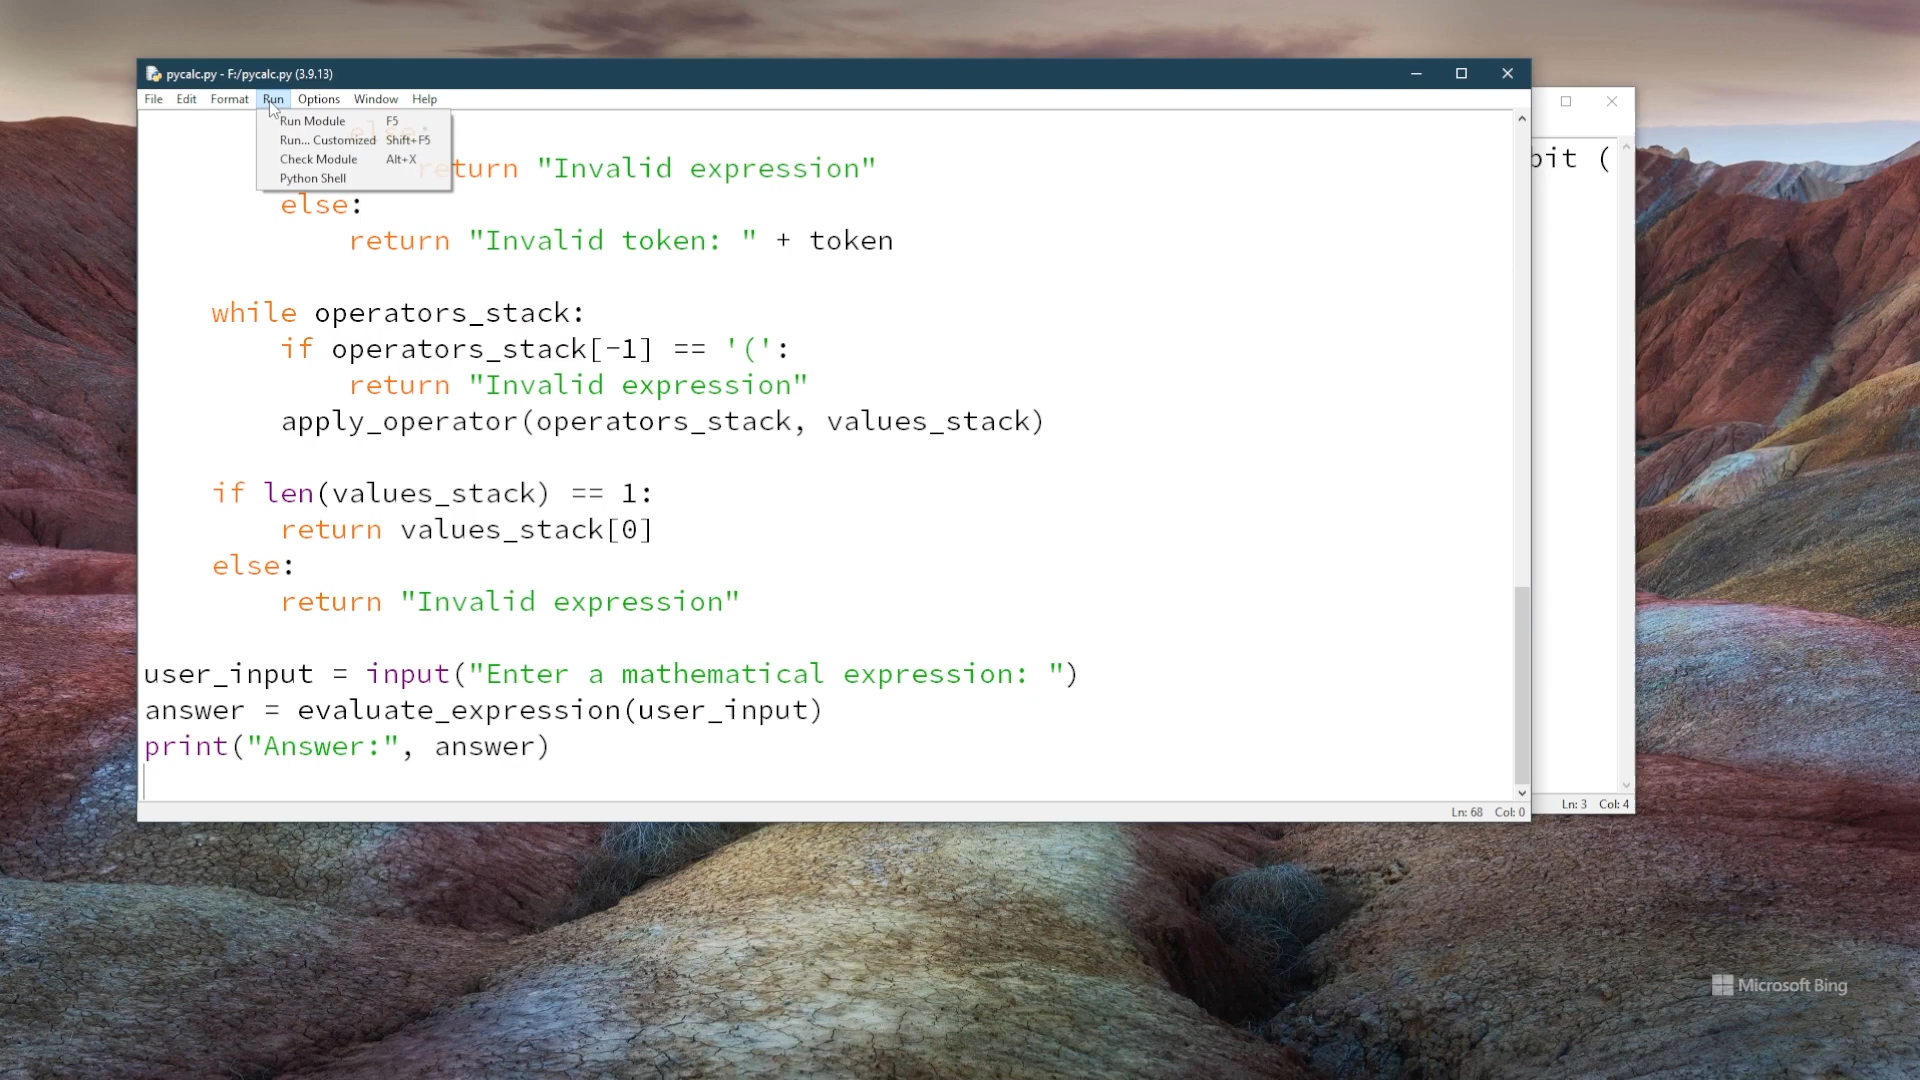 pycalc.py - F:/pycalc.py (3.9.13)
File Edit Format Run Options Window Help
Run Module F5
Run... Customized Shift+F5
Check Module Alt+X
Python Shell
else:
return "Invalid expression"
else:
return "Invalid token: " + token
while operators_stack:
if operators_stack[-1] == '(':
return "Invalid expression"
apply_operator(operators_stack, values_stack)
if len(values_stack) == 1:
return values_stack[0]
else:
return "Invalid expression"
user_input = input("Enter a mathematical expression: ")
answer = evaluate_expression(user_input)
print("Answer:", answer)
Ln: 68 Col: 0
bit (
Ln: 3 Col: 4
Microsoft Bing